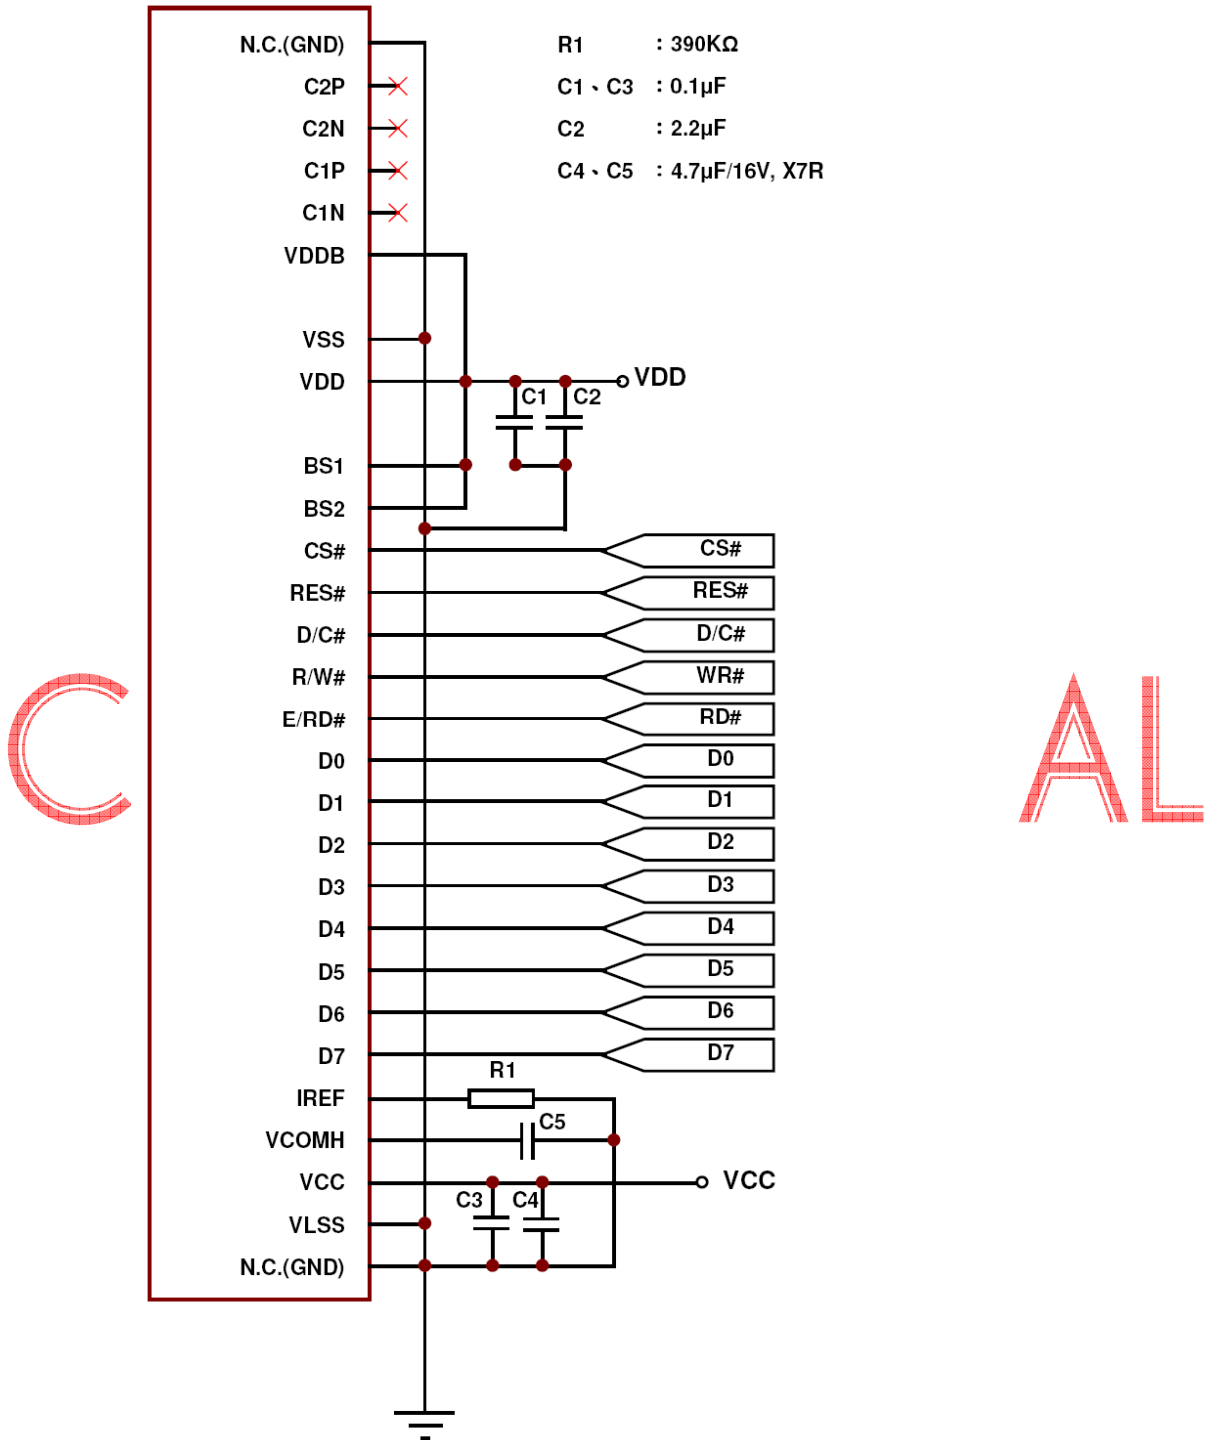 N.C.(GND)
C2P
C2N
C1P
C1N
VDDB
VSS
VDD
BS1
BS2
CS#
RES#
D/C#
R/W#
E/RD#
D0
D1
D2
D3
D4
D5
D6
D7
IREF
VCOMH
VCC
VLSS
N.C.(GND)
R1 : 390KΩ
C1、C3 : 0.1µF
C2 : 2.2µF
C4、C5 : 4.7µF/16V, X7R
VDD
C1 C2
CS#
RES#
D/C#
WR#
RD#
D0
D1
D2
D3
D4
D5
D6
D7
R1
C5
VCC
C3 C4
C AL